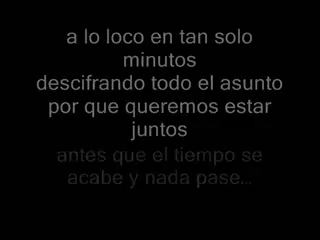 a lo loco en tan solo
minutos
descifrando todo el asunto
por que queremos estar
juntos
antes que el tiempo se
acabe y nada pase...